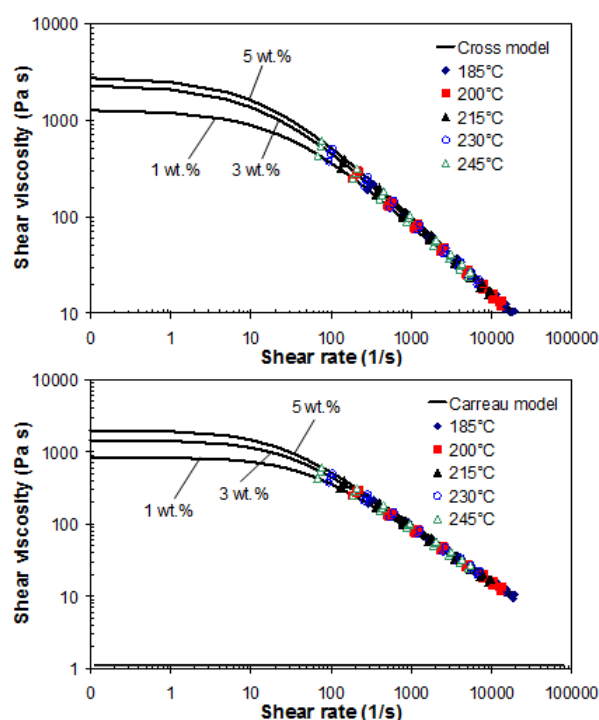 10000
1000
100
10
Shear viscosity (Pa s)
5 wt.%
1 wt.%
3 wt.%
Cross model
185°C
200°C
215°C
230°C
245°C
0 1 10 100 1000 10000 100000
Shear rate (1/s)
10000
1000
100
10
1
Shear viscosity (Pa s)
5 wt.%
1 wt.%
3 wt.%
Carreau model
185°C
200°C
215°C
230°C
245°C
0 1 10 100 1000 10000 100000
Shear rate (1/s)